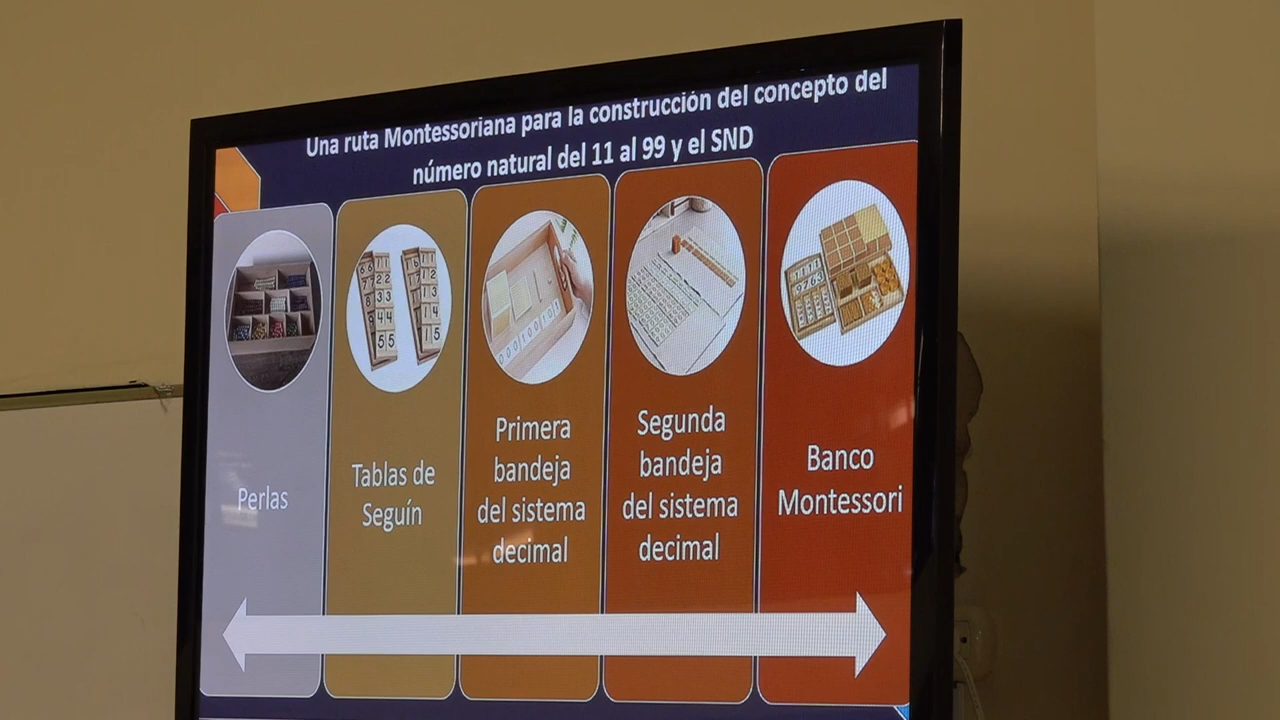 Una ruta Montessoriana para la construcción del concepto del
número natural del 11 al 99 y el SND
Perlas
Tablas de
Seguín
Primera
bandeja
del sistema
decimal
Segunda
bandeja
del sistema
decimal
Banco
Montessori